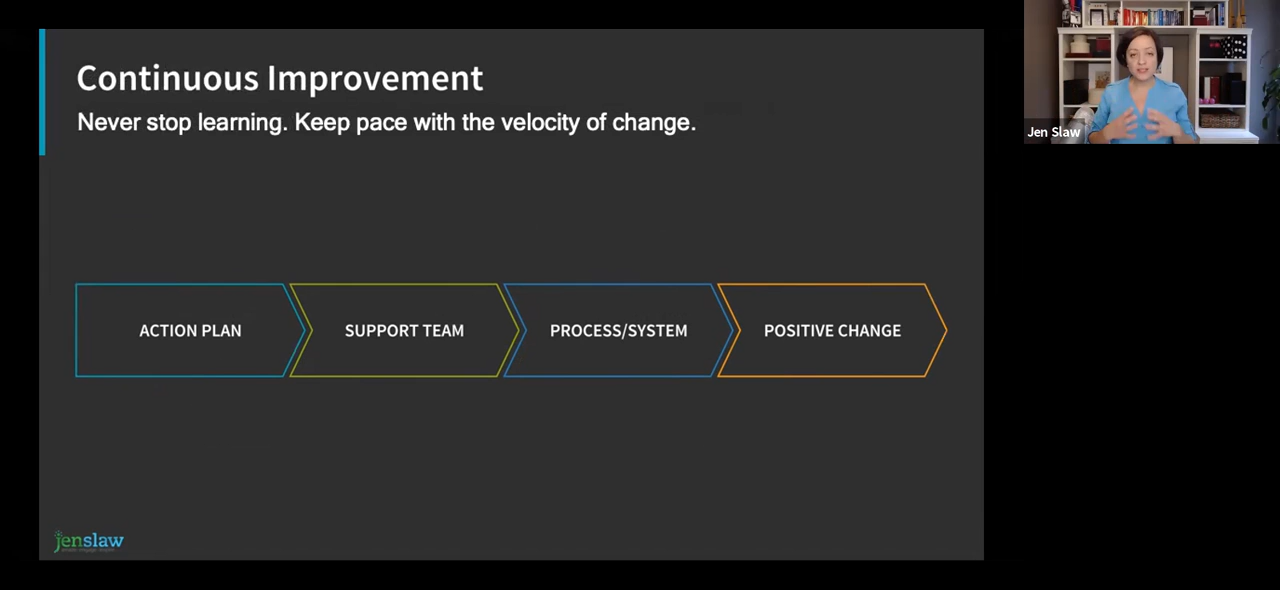 Continuous Improvement
Never stop learning. Keep pace with the velocity of change.
Jen Slaw
ACTION PLAN
SUPPORT TEAM
PROCESS/SYSTEM
POSITIVE CHANGE
jenslaw